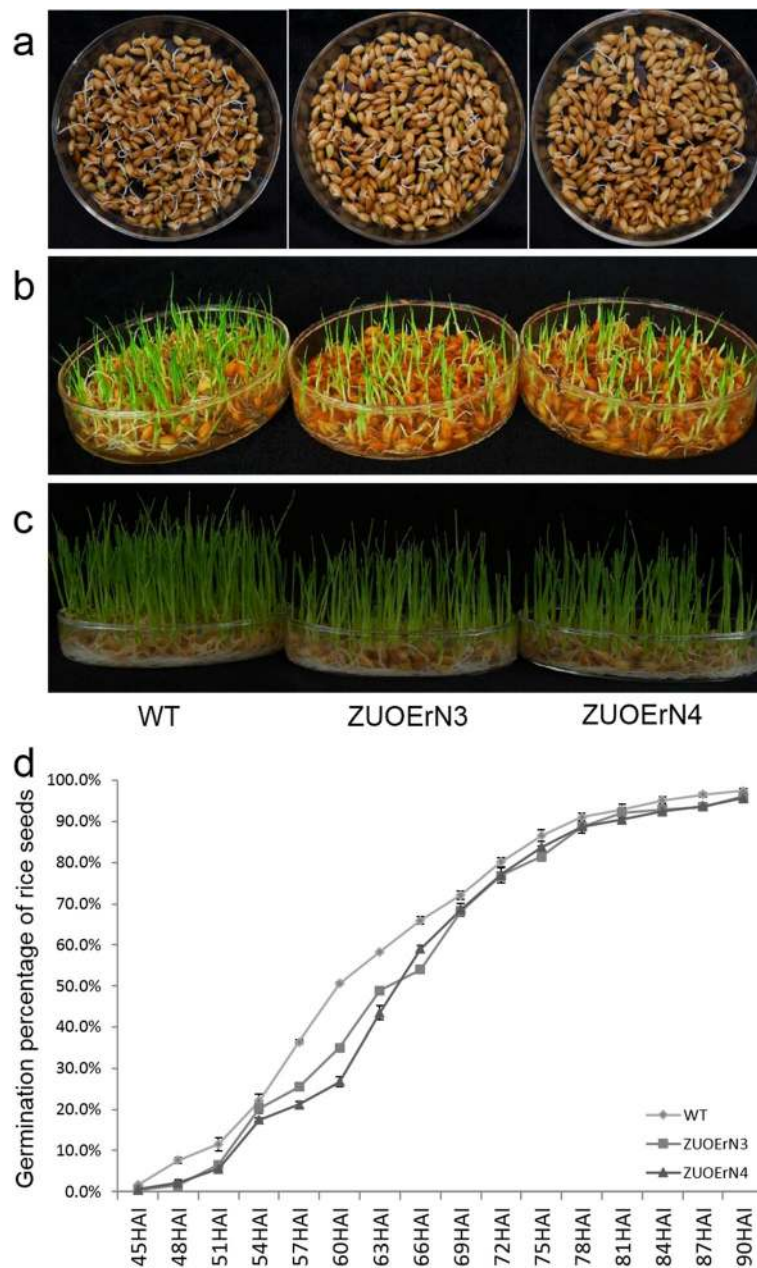 a
b
c
WT ZUOErN3 ZUOErN4
d
Germination percentage of rice seeds
100.0%
90.0%
80.0%
70.0%
60.0%
50.0%
40.0%
30.0%
20.0%
10.0%
0.0%
WT
ZUOErN3
ZUOErN4
45HAI
48HAI
51HAI
54HAI
57HAI
60HAI
63HAI
66HAI
69HAI
72HAI
75HAI
78HAI
81HAI
84HAI
87HAI
90HAI